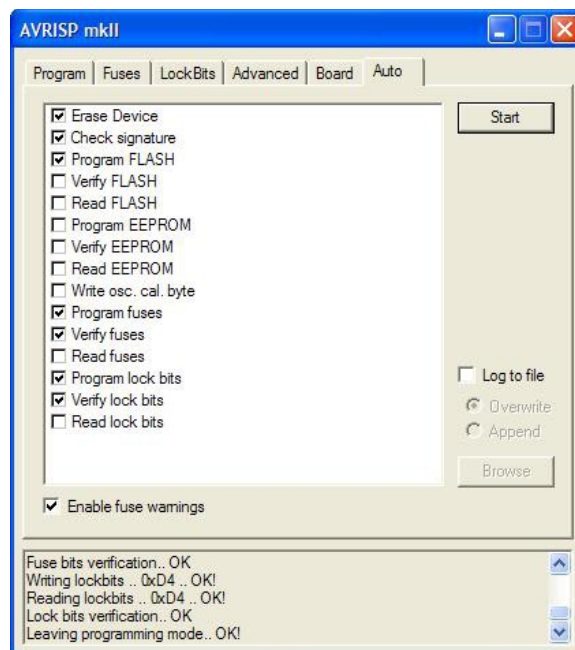 AVRISP mkII
Program Fuses LockBits Advanced Board Auto
Erase Device
Check signature
Program FLASH
Verify FLASH
Read FLASH
Program EEPROM
Verify EEPROM
Read EEPROM
Write osc. cal. byte
Program fuses
Verify fuses
Read fuses
Program lock bits
Verify lock bits
Read lock bits
Start
Log to file
Overwrite
Append
Browse
Enable fuse warnings
Fuse bits verification.. OK
Writing lockbits .. 0xD4 .. OK!
Reading lockbits .. 0xD4 .. OK!
Lock bits verification.. OK
Leaving programming mode.. OK!